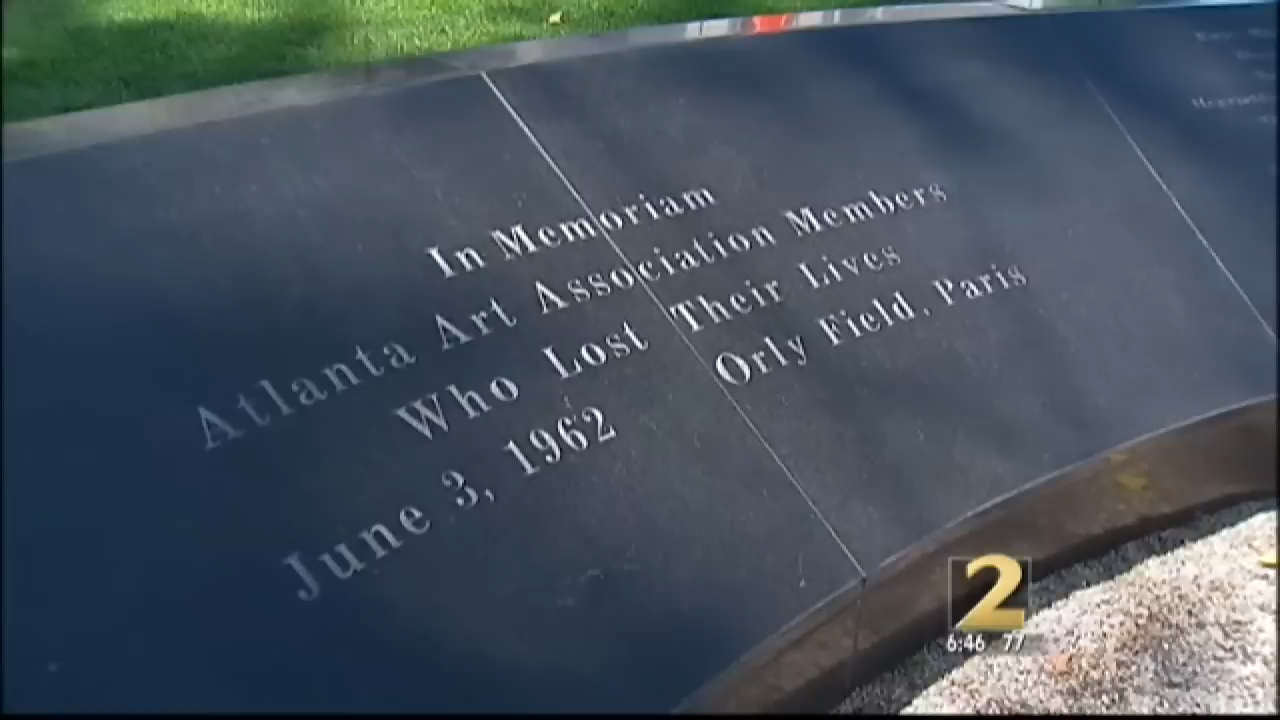 In Memoriam
Atlanta Art Association Members
Who Lost Their Lives
June 3, 1962 Orly Field, Paris
2
6:46 77